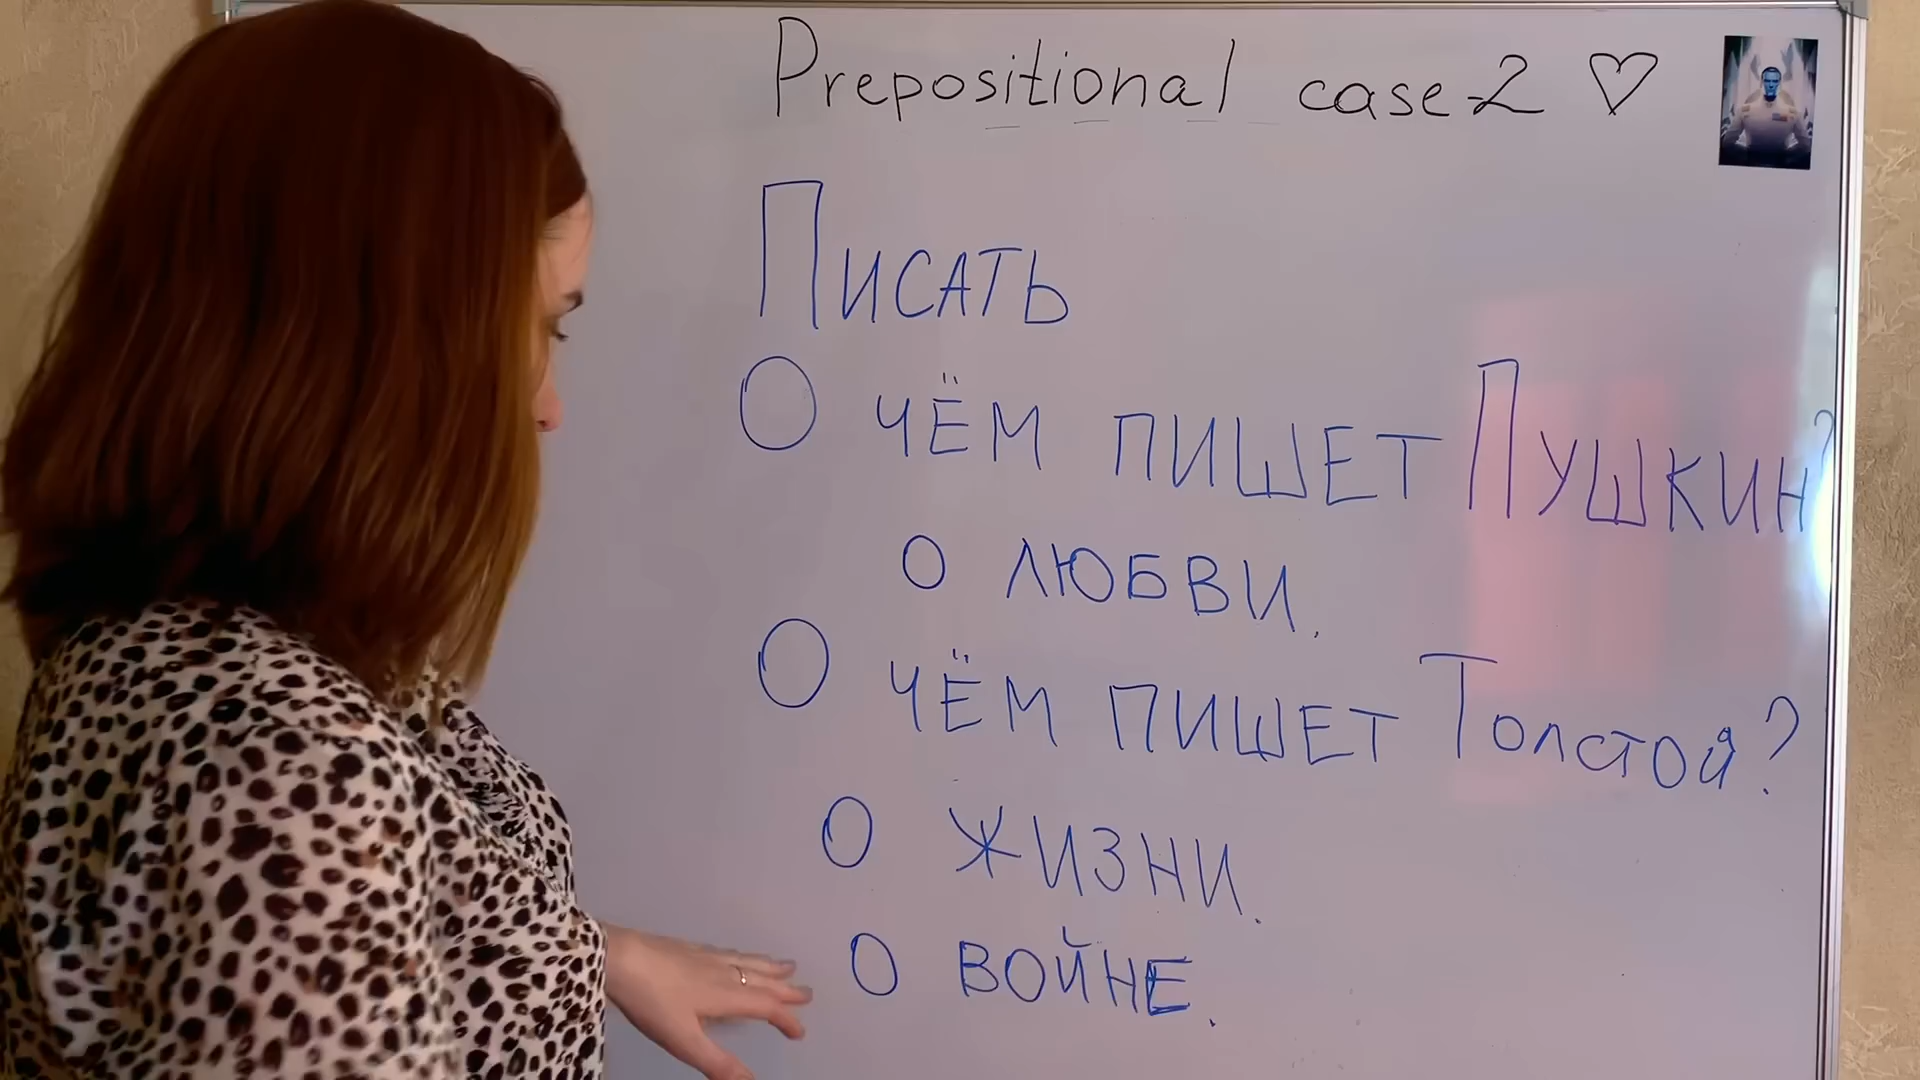 Prepositional case-2 ♡
Писать
О чём пишет Пушкин?
о любви.
О чём пишет Толстой?
О жизни.
О войне.